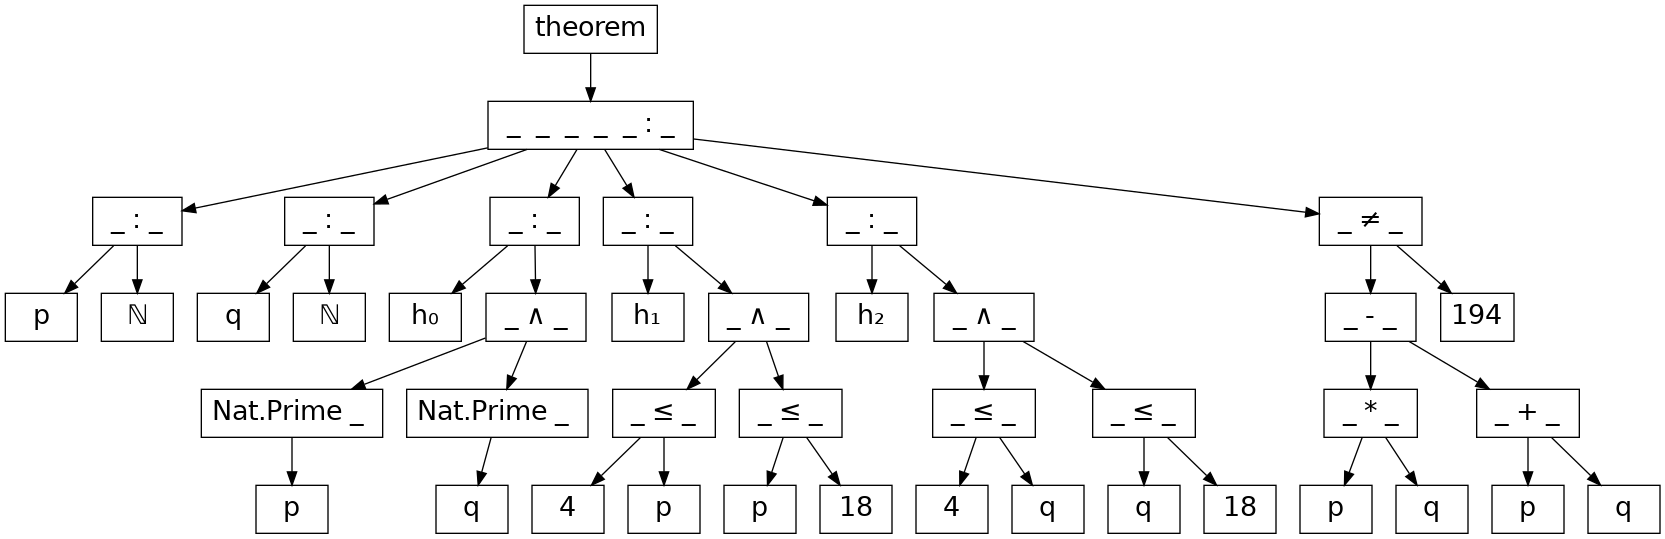 theorem
_ _ _ _ _ : _
_ : _ _ : _ _ : _ _ : _ _ : _ _ ≠ _
p ℕ q ℕ h₀ _ ∧ _ h₁ _ ∧ _ h₂ _ ∧ _ _ - _ 194
Nat.Prime _ Nat.Prime _ _ ≤ _ _ ≤ _ _ ≤ _ _ ≤ _ _ * _ _ + _
p q 4 p p 18 4 q q 18 p q p q